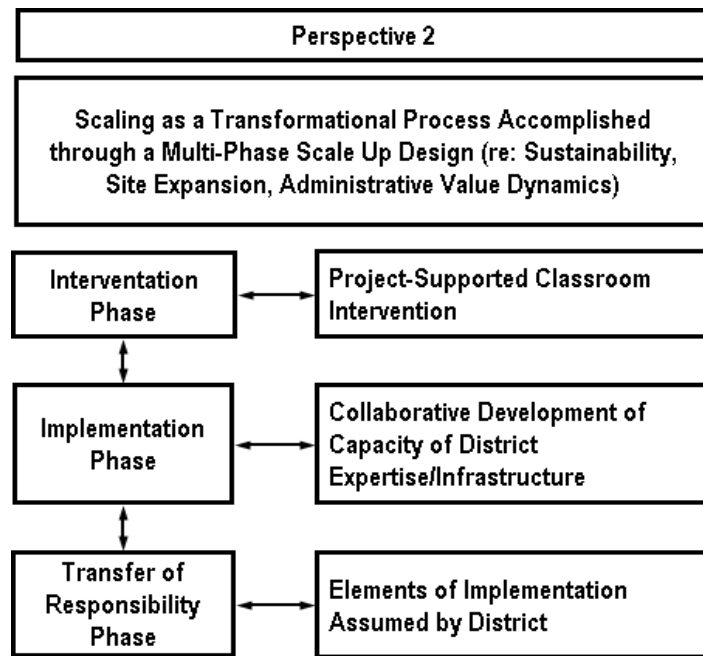 Perspective 2
Scaling as a Transformational Process Accomplished
through a Multi-Phase Scale Up Design (re: Sustainability,
Site Expansion, Administrative Value Dynamics)
Interventation
Phase
Project-Supported Classroom
Intervention
Implementation
Phase
Collaborative Development of
Capacity of District
Expertise/Infrastructure
Transfer of
Responsibility
Phase
Elements of Implementation
Assumed by District